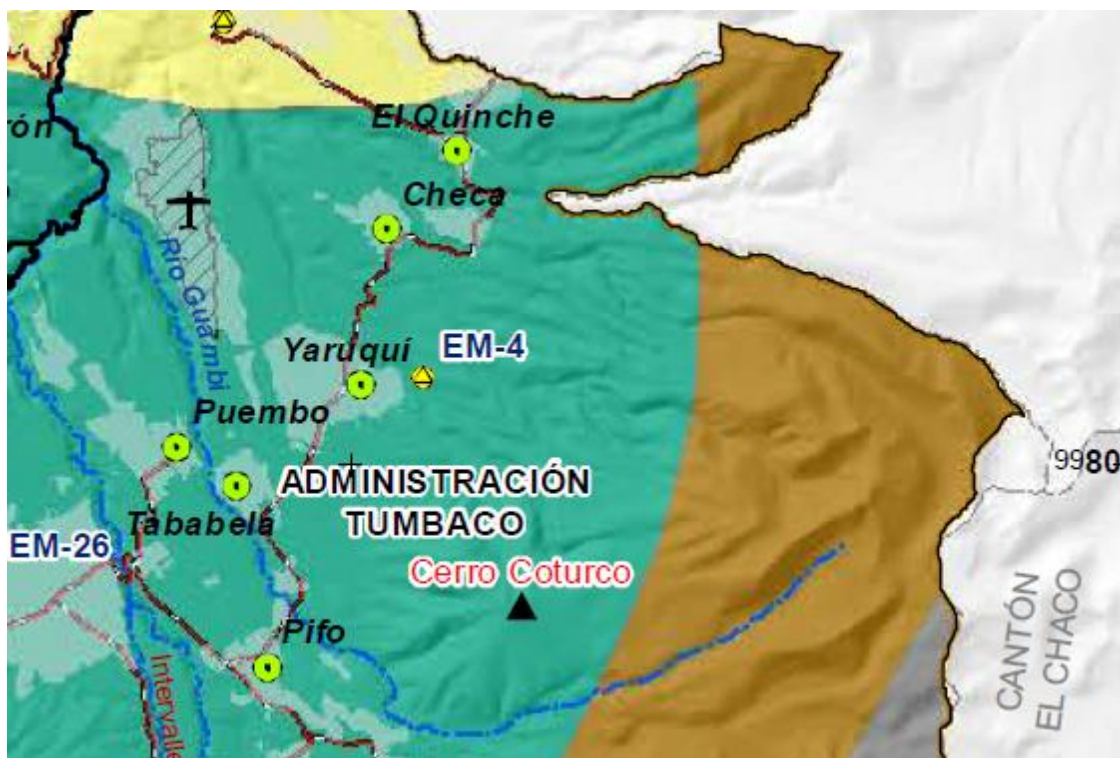 El Quinche
rón
Checa
Río Guambi
Yaruquí
EM-4
Puembo
9980
ADMINISTRACIÓN
TUMBACO
Tababela
EM-26
Cerro Coturco
CANTÓN
EL CHACO
Pifo
Intervalle